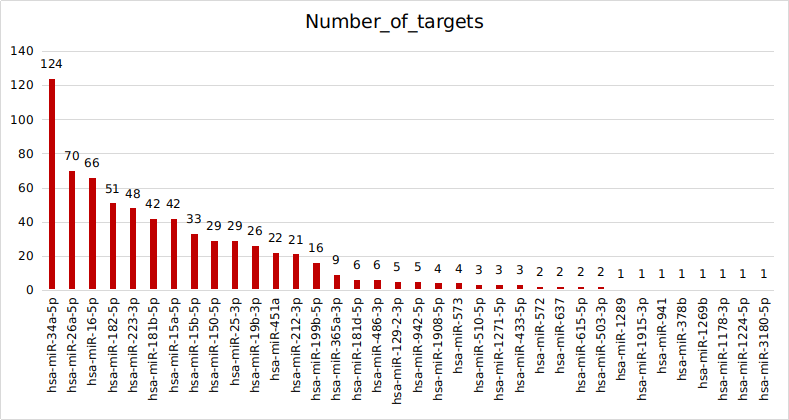 Number_of_targets
140
120
100
80
60
40
20
0
124
70
66
51
48
42
42
33
29
29
26
22
21
16
9
6
6
5
5
4
4
3
3
3
2
2
2
2
1
1
1
1
1
1
1
1
hsa-miR-34a-5p
hsa-miR-26a-5p
hsa-miR-16-5p
hsa-miR-182-5p
hsa-miR-223-3p
hsa-miR-181b-5p
hsa-miR-15a-5p
hsa-miR-15b-5p
hsa-miR-150-5p
hsa-miR-25-3p
hsa-miR-19b-3p
hsa-miR-451a
hsa-miR-212-3p
hsa-miR-199b-5p
hsa-miR-365a-3p
hsa-miR-181d-5p
hsa-miR-486-3p
hsa-miR-129-2-3p
hsa-miR-942-5p
hsa-miR-1908-5p
hsa-miR-573
hsa-miR-510-5p
hsa-miR-1271-5p
hsa-miR-433-5p
hsa-miR-572
hsa-miR-637
hsa-miR-615-5p
hsa-miR-503-3p
hsa-miR-1289
hsa-miR-1915-3p
hsa-miR-941
hsa-miR-378b
hsa-miR-1269b
hsa-miR-1178-3p
hsa-miR-1224-5p
hsa-miR-3180-5p